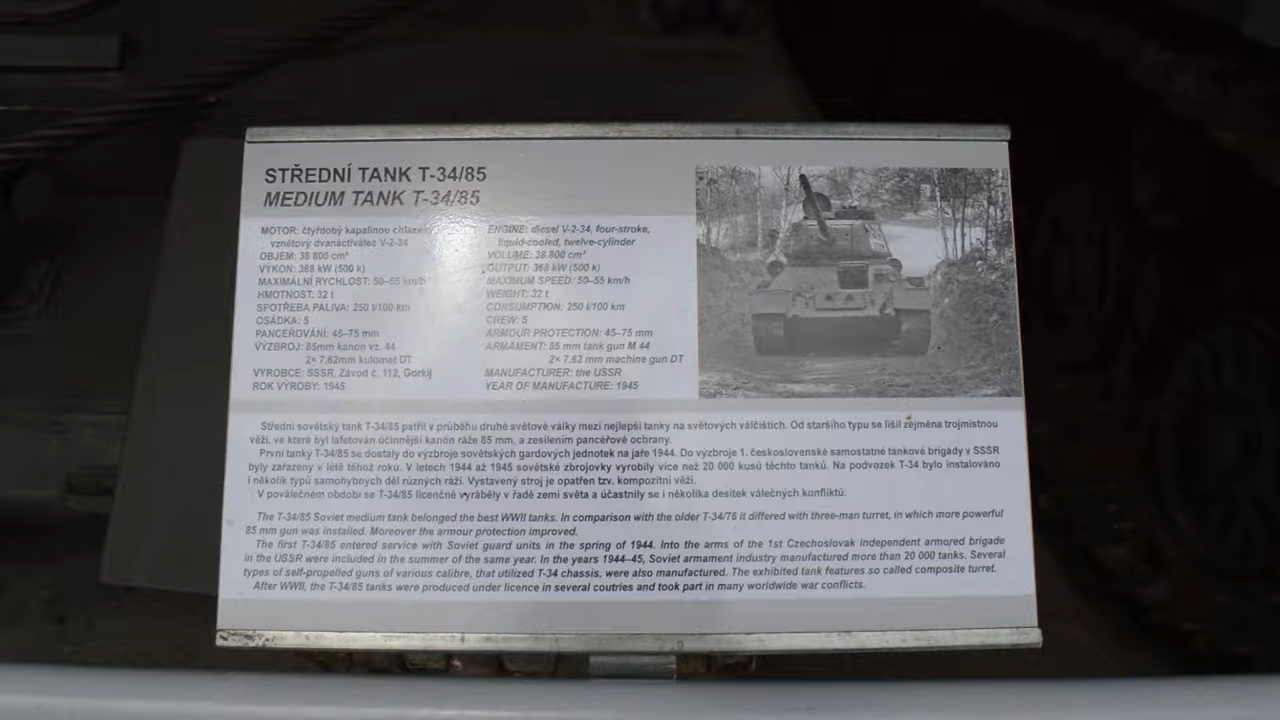 STŘEDNÍ TANK T-34/85
MEDIUM TANK T-34/85
MOTOR: čtyřdobý kapalinou chlazený
vznětový dvanáctiválec V-2-34
OBJEM: 38 800 cm³
VÝKON: 368 kW (500 k)
MAXIMÁLNÍ RYCHLOST: 50–55 km/h
HMOTNOST: 32 t
SPOTŘEBA PALIVA: 250 l/100 km
OSÁDKA: 5
PANCÉŘOVÁNÍ: 45–75 mm
VÝZBROJ: 85mm kanon vz. 44
2× 7,62mm kulomet DT
VÝROBCE: SSSR, Závod č. 112, Gorkij
ROK VÝROBY: 1945
ENGINE: diesel V-2-34, four-stroke,
liquid-cooled, twelve-cylinder
VOLUME: 38 800 cm³
OUTPUT: 368 kW (500 k)
MAXIMUM SPEED: 50–55 km/h
WEIGHT: 32 t
CONSUMPTION: 250 l/100 km
CREW: 5
ARMOUR PROTECTION: 45–75 mm
ARMAMENT: 85 mm tank gun M 44
2× 7.62 mm machine gun DT
MANUFACTURER: the USSR
YEAR OF MANUFACTURE: 1945
Střední sovětský tank T-34/85 patřil v průběhu druhé světové války mezi nejlepší tanky na světových válčištích. Od staršího typu se lišil zejména trojmístnou
věží, ve které byl lafetován účinnější kanón ráže 85 mm, a zesílením pancéřové ochrany.
První tanky T-34/85 se dostaly do výzbroje sovětských gardových jednotek na jaře 1944. Do výzbroje 1. československé samostatné tankové brigády v SSSR
byly zařazeny v létě téhož roku. V letech 1944 až 1945 sovětské zbrojovky vyrobily více než 20 000 kusů těchto tanků. Na podvozek T-34 bylo instalováno
i několik typů samohybných děl různých ráží. Vystavený stroj je opatřen tzv. kompozitní věží.
V poválečném období se T-34/85 licenčně vyráběly v řadě zemí světa a účastnily se i několika desítek válečných konfliktů.
The T-34/85 Soviet medium tank belonged the best WWII tanks. In comparison with the older T-34/76 it differed with three-man turret, in which more powerful
85 mm gun was installed. Moreover the armour protection improved.
The first T-34/85 entered service with Soviet guard units in the spring of 1944. Into the arms of the 1st Czechoslovak independent armored brigade
in the USSR were included in the summer of the same year. In the years 1944–45, Soviet armament industry manufactured more than 20 000 tanks. Several
types of self-propelled guns of various calibre, that utilized T-34 chassis, were also manufactured. The exhibited tank features so called composite turret.
After WWII, the T-34/85 tanks were produced under licence in several coutries and took part in many worldwide war conflicts.